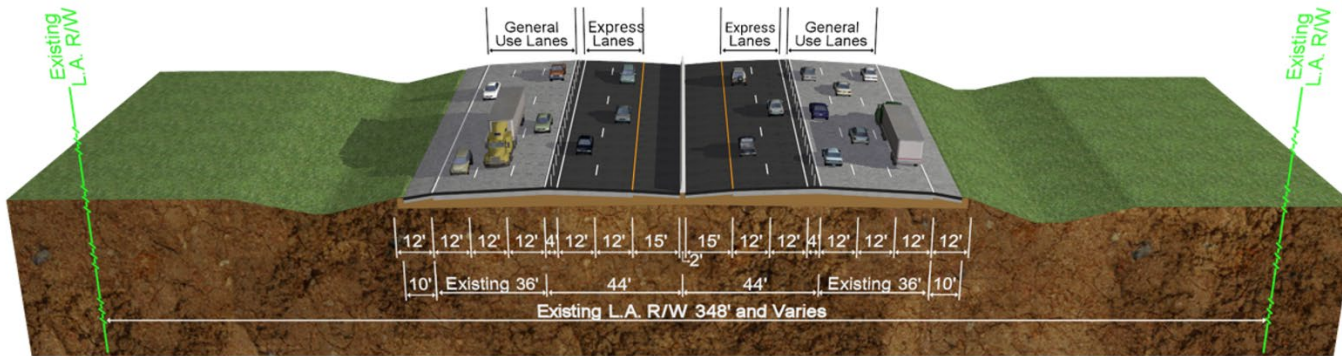 Existing
L.A. R/W
General
Use Lanes
Express
Lanes
Express
Lanes
General
Use Lanes
Existing
L.A. R/W
12' 12' 12' 12' 4' 12' 12' 15' 15' 12' 12' 4' 12' 12' 12' 12'
2'
10' Existing 36' 44' 44' Existing 36' 10'
Existing L.A. R/W 348' and Varies